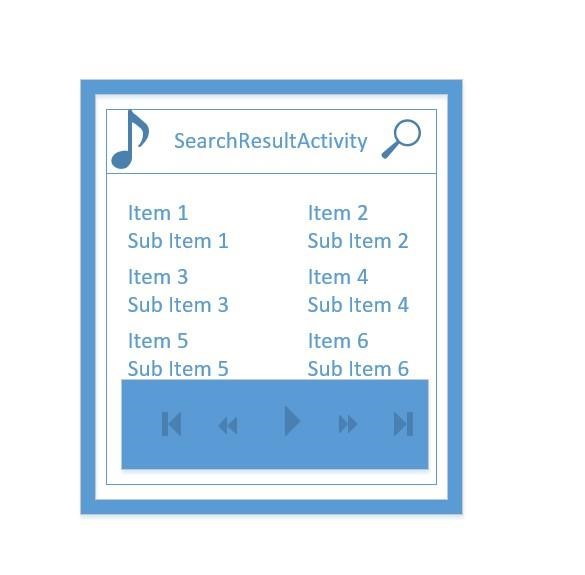 SearchResultActivity
Item 1 Item 2
Sub Item 1 Sub Item 2
Item 3 Item 4
Sub Item 3 Sub Item 4
Item 5 Item 6
Sub Item 5 Sub Item 6